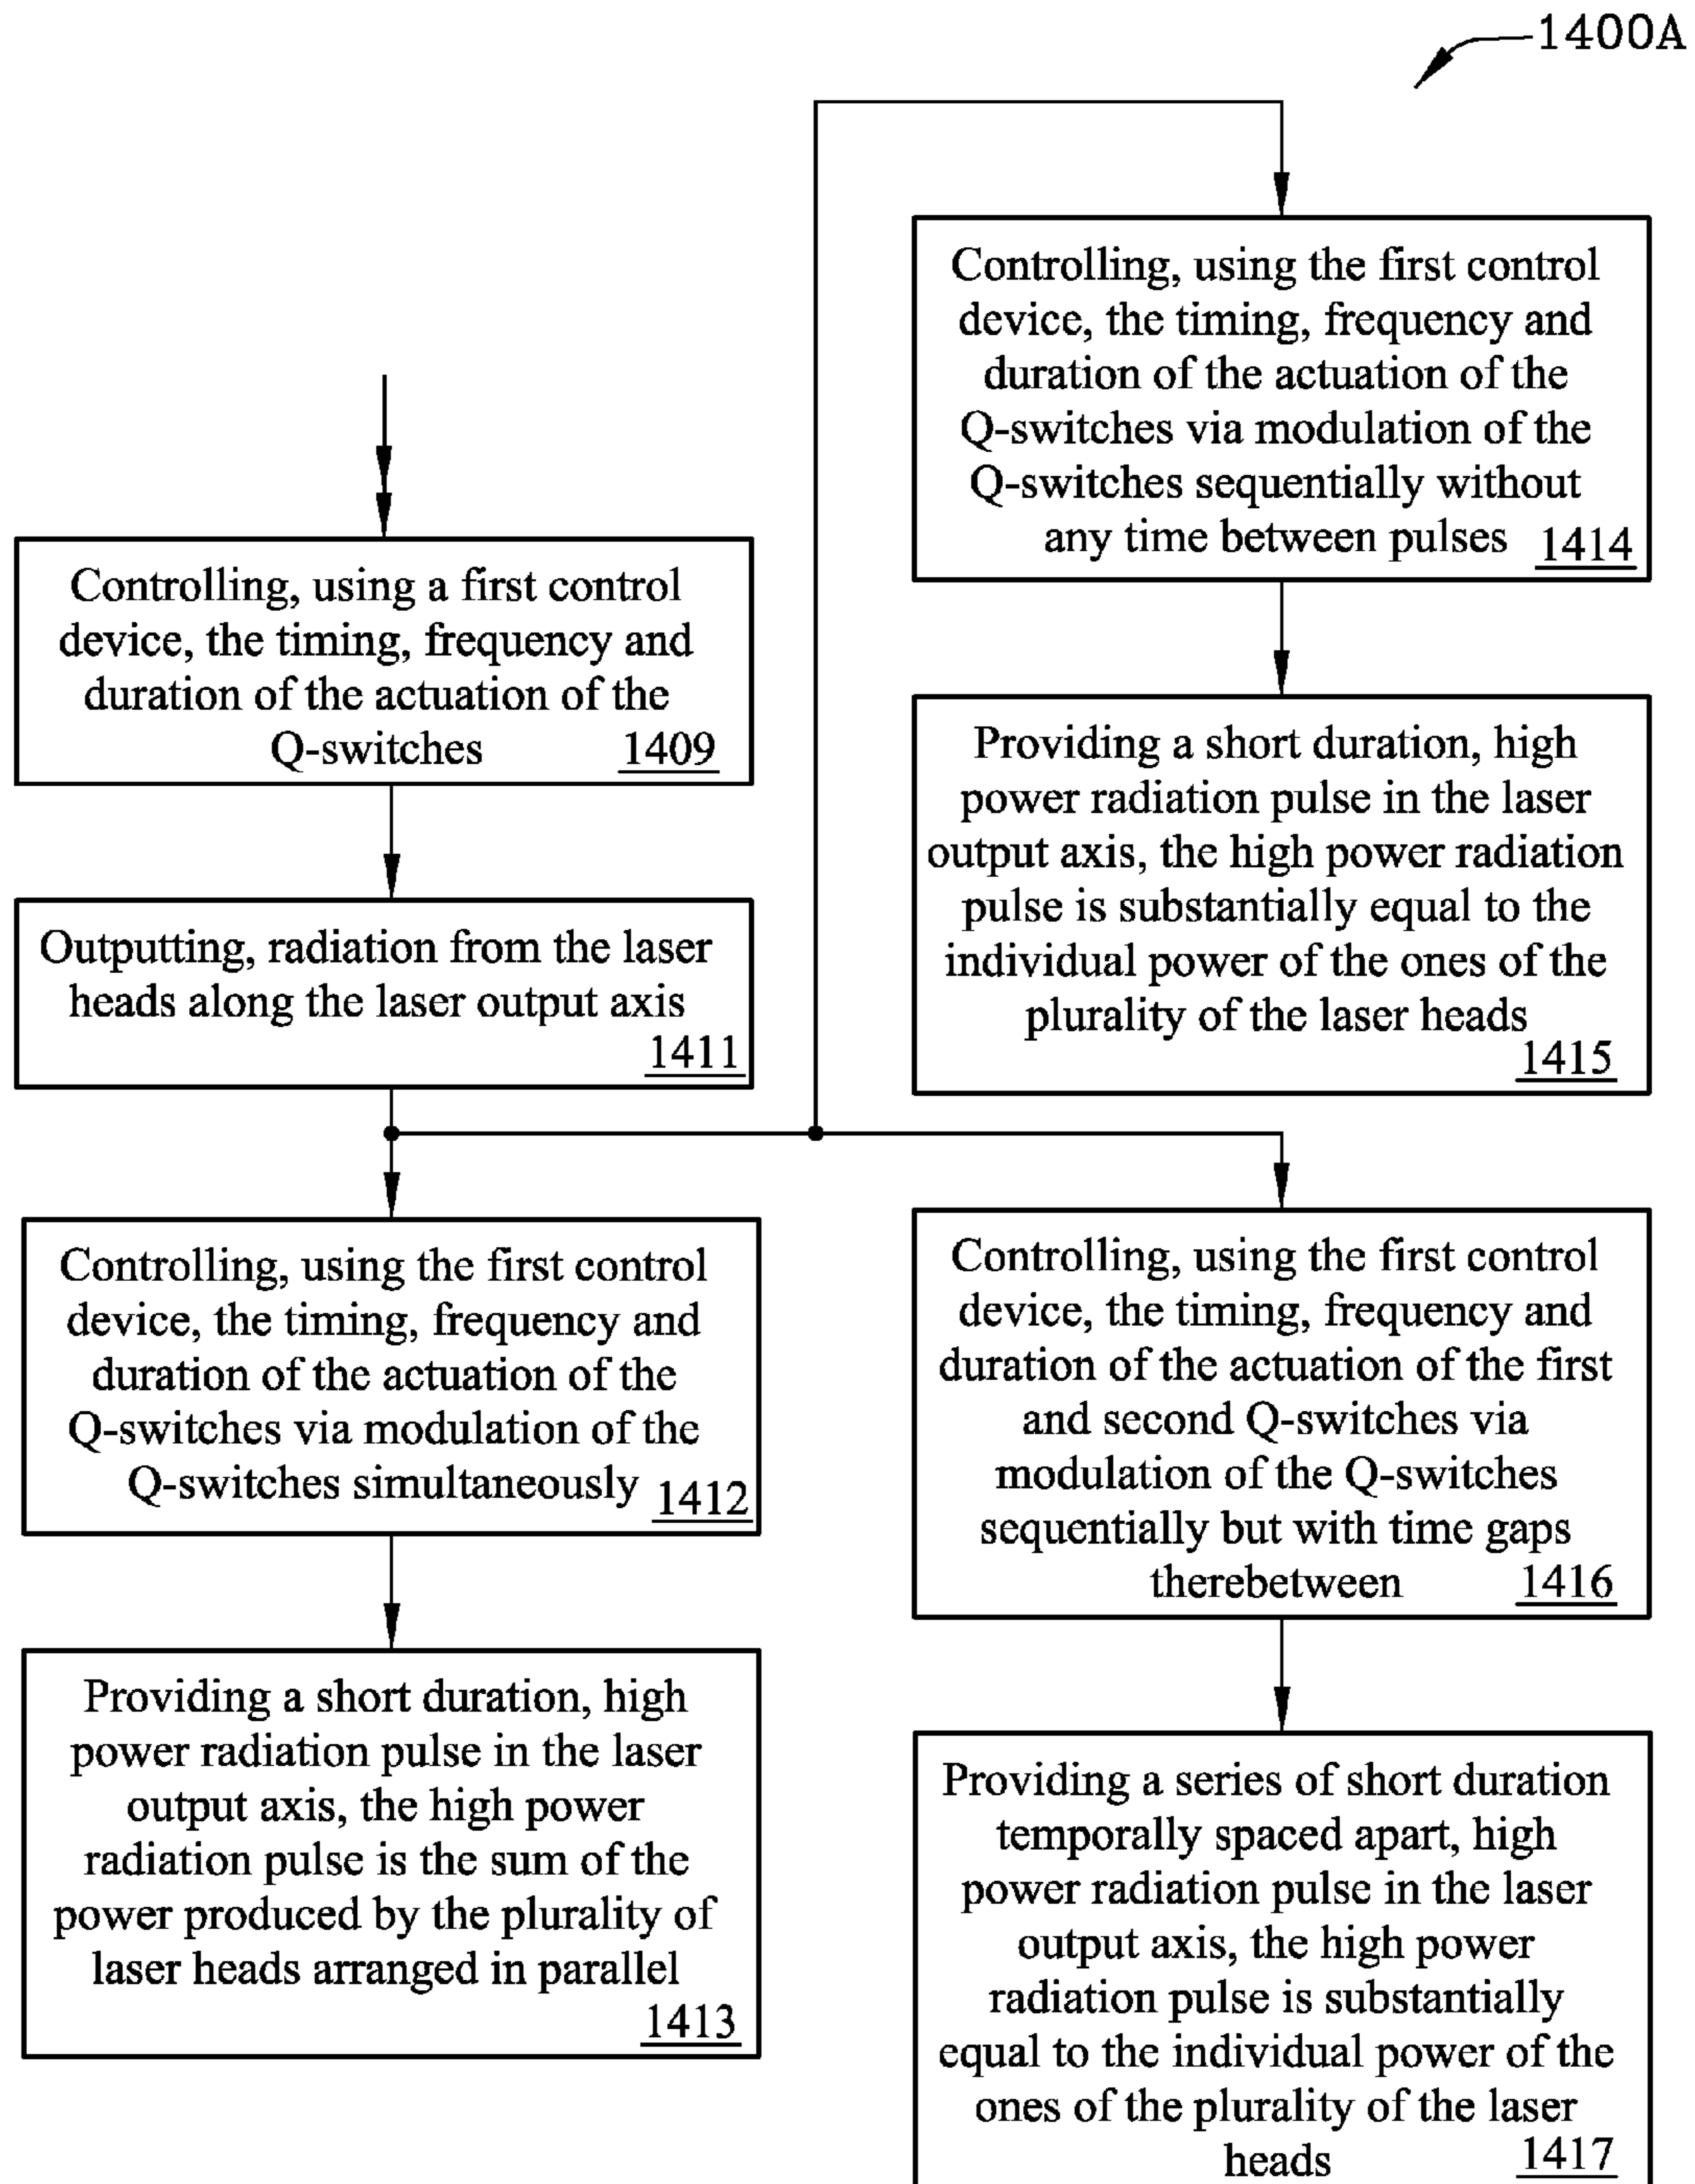 1400A
Controlling, using a first control
device, the timing, frequency and
duration of the actuation of the
Q-switches 1409
Outputting, radiation from the laser
heads along the laser output axis
1411
Controlling, using the first control
device, the timing, frequency and
duration of the actuation of the
Q-switches via modulation of the
Q-switches simultaneously 1412
Providing a short duration, high
power radiation pulse in the laser
output axis, the high power
radiation pulse is the sum of the
power produced by the plurality of
laser heads arranged in parallel
1413
Controlling, using the first control
device, the timing, frequency and
duration of the actuation of the
Q-switches via modulation of the
Q-switches sequentially without
any time between pulses 1414
Providing a short duration, high
power radiation pulse in the laser
output axis, the high power radiation
pulse is substantially equal to the
individual power of the ones of the
plurality of the laser heads
1415
Controlling, using the first control
device, the timing, frequency and
duration of the actuation of the first
and second Q-switches via
modulation of the Q-switches
sequentially but with time gaps
therebetween 1416
Providing a series of short duration
temporally spaced apart, high
power radiation pulse in the laser
output axis, the high power
radiation pulse is substantially
equal to the individual power of the
ones of the plurality of the laser
heads 1417